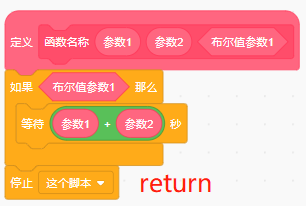 定义 函数名称 参数1 参数2 布尔值参数1
如果 布尔值参数1 那么
等待 参数1 + 参数2 秒
停止 这个脚本 return